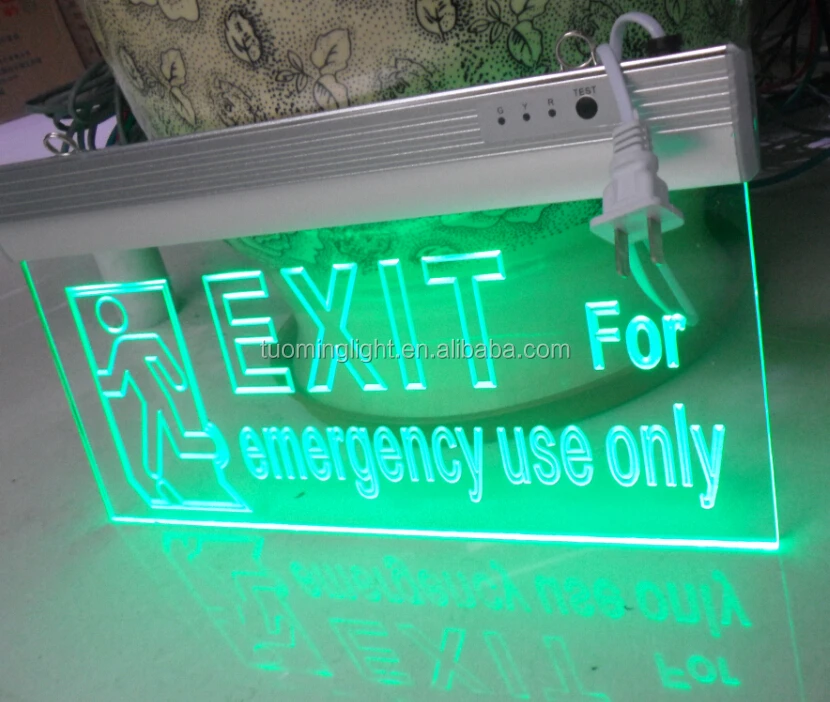 G Y R TEST
EXIT For
tuominglight.en.alibaba.com
emergency use only